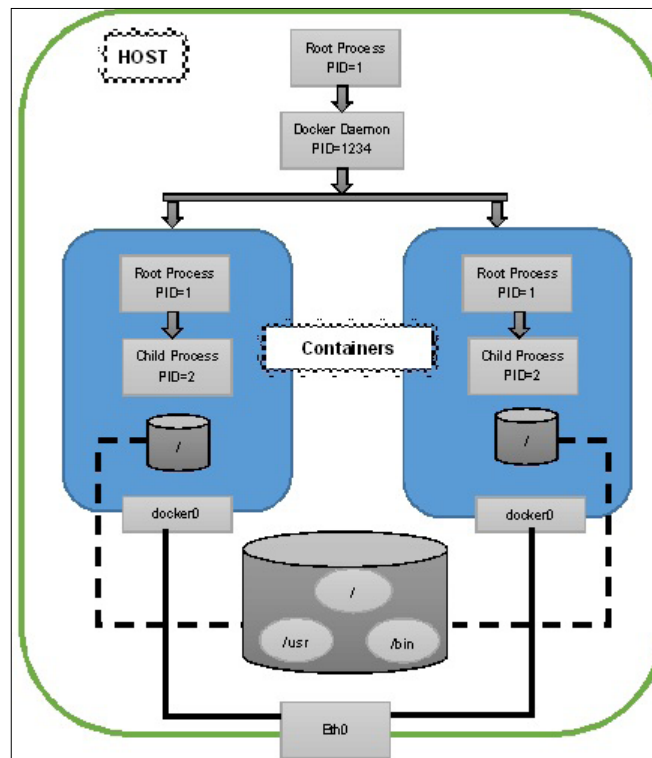 HOST
Root Process
PID=1
Docker Daemon
PID=1234
Root Process
PID=1
Root Process
PID=1
Containers
Child Process
PID=2
Child Process
PID=2
/
/
docker0
docker0
/
/usr
/bin
Eth0